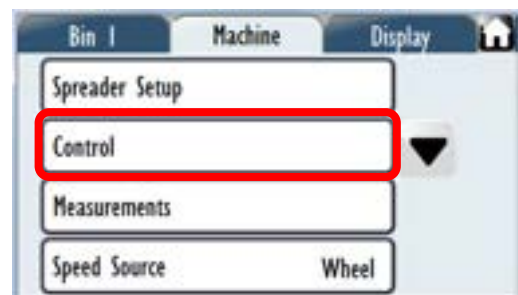 Bin 1 Machine Display
Spreader Setup
Control
Measurements
Speed Source Wheel